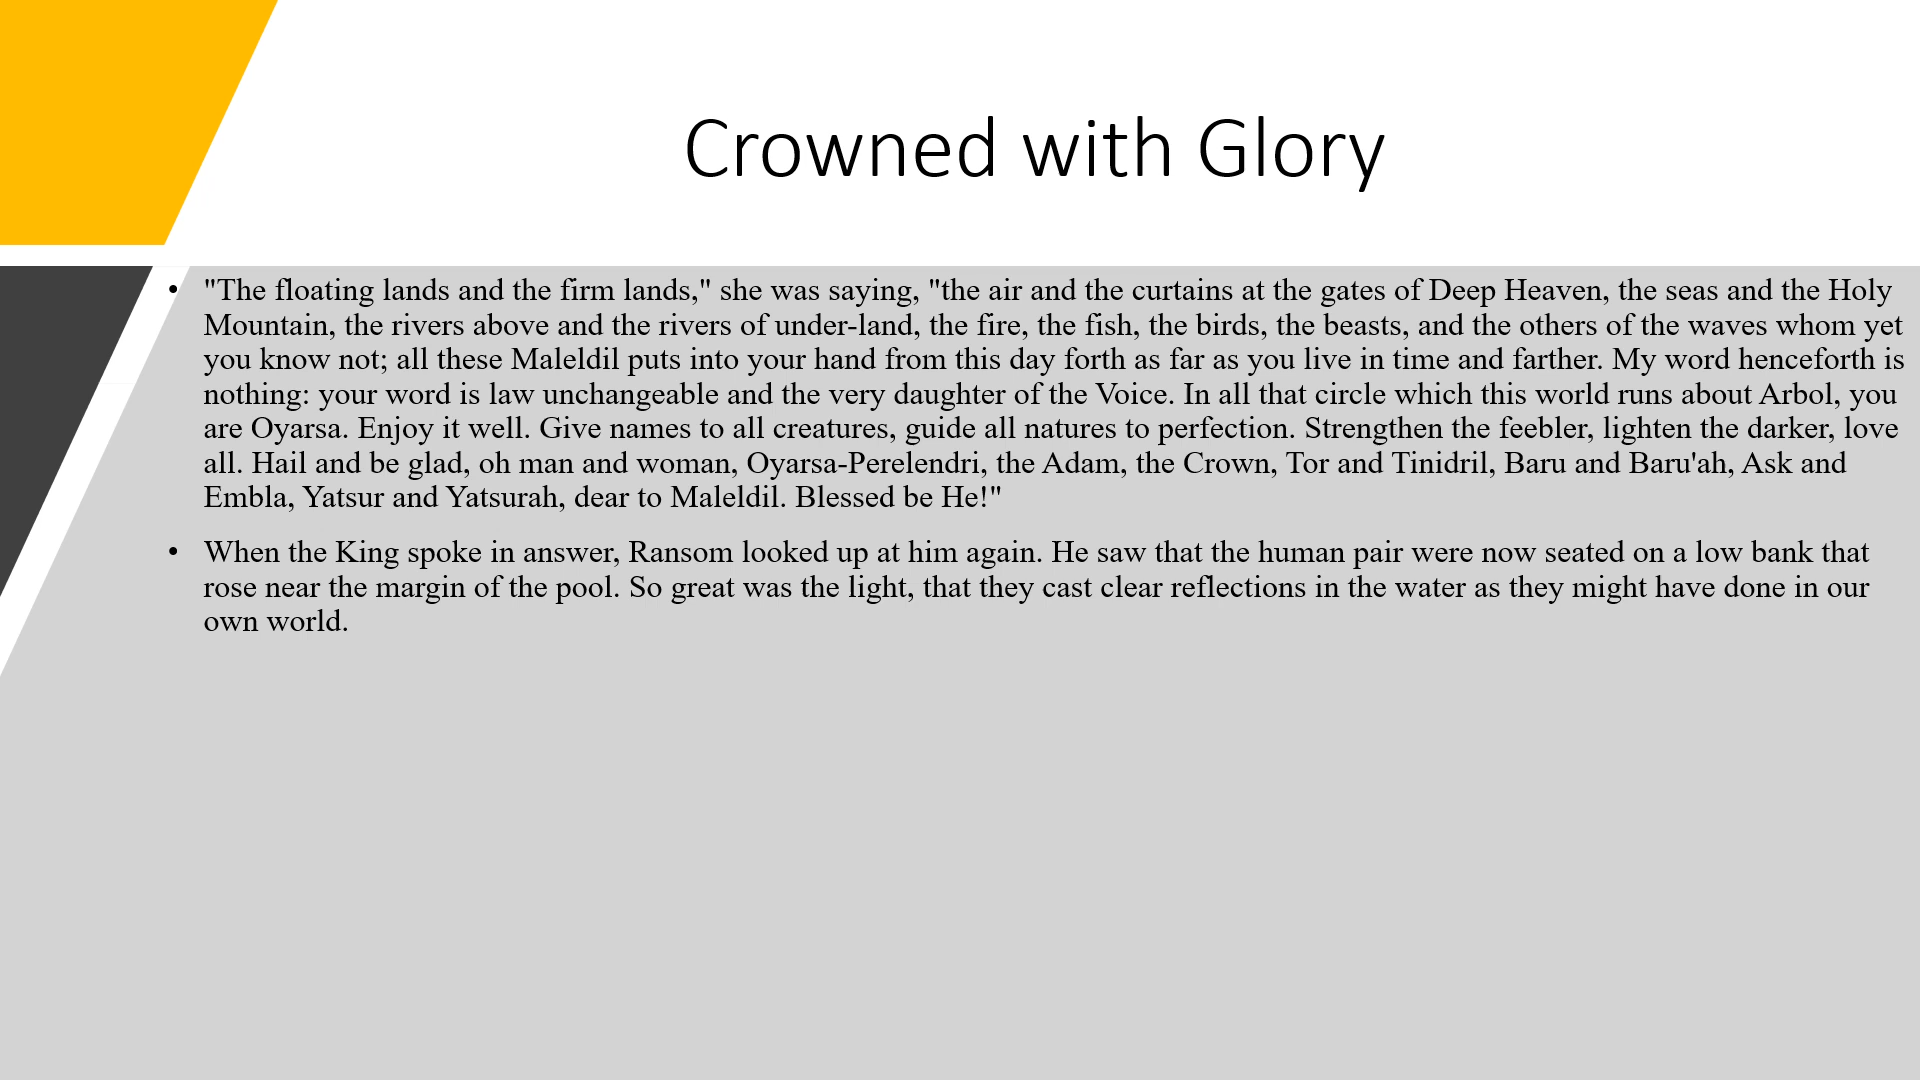 Crowned with Glory
• "The floating lands and the firm lands," she was saying, "the air and the curtains at the gates of Deep Heaven, the seas and the Holy
Mountain, the rivers above and the rivers of under-land, the fire, the fish, the birds, the beasts, and the others of the waves whom yet
you know not; all these Maleldil puts into your hand from this day forth as far as you live in time and farther. My word henceforth is
nothing: your word is law unchangeable and the very daughter of the Voice. In all that circle which this world runs about Arbol, you
are Oyarsa. Enjoy it well. Give names to all creatures, guide all natures to perfection. Strengthen the feebler, lighten the darker, love
all. Hail and be glad, oh man and woman, Oyarsa-Perelendri, the Adam, the Crown, Tor and Tinidril, Baru and Baru'ah, Ask and
Embla, Yatsur and Yatsurah, dear to Maleldil. Blessed be He!"
• When the King spoke in answer, Ransom looked up at him again. He saw that the human pair were now seated on a low bank that
rose near the margin of the pool. So great was the light, that they cast clear reflections in the water as they might have done in our
own world.